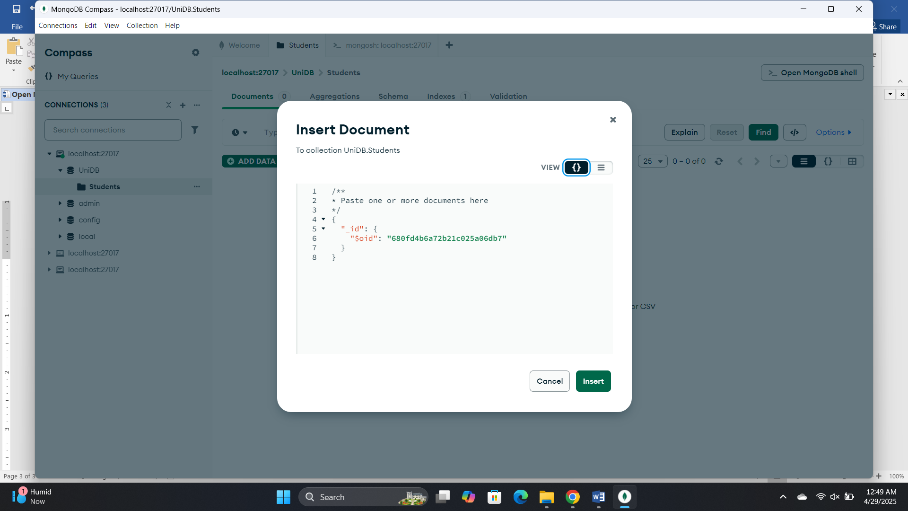 MongoDB Compass - localhost:27017/UniDB.Students
File
Share
Connections Edit View Collection Help
Paste
Compass
{} My Queries
CONNECTIONS (3)
Search connections
localhost:27017
UniDB
Students
admin
config
local
localhost:27017
localhost:27017
Welcome
Students
>_ mongosh: localhost:27017
localhost:27017 > UniDB > Students
>_ Open MongoDB shell
Documents 0
Aggregations
Schema
Indexes 1
Validation
Explain
Reset
Find
</>
Options
ADD DATA
25
0 – 0 of 0
{}
Insert Document
To collection UniDB.Students
VIEW {}
1 /**
2 * Paste one or more documents here
3 */
4 {
5 "_id": {
6 "$oid": "680fd4b6a72b21c025a06db7"
7 }
8 }
Cancel
Insert
or CSV
100%
1
Humid
Now
Search
12:49 AM
4/29/2025